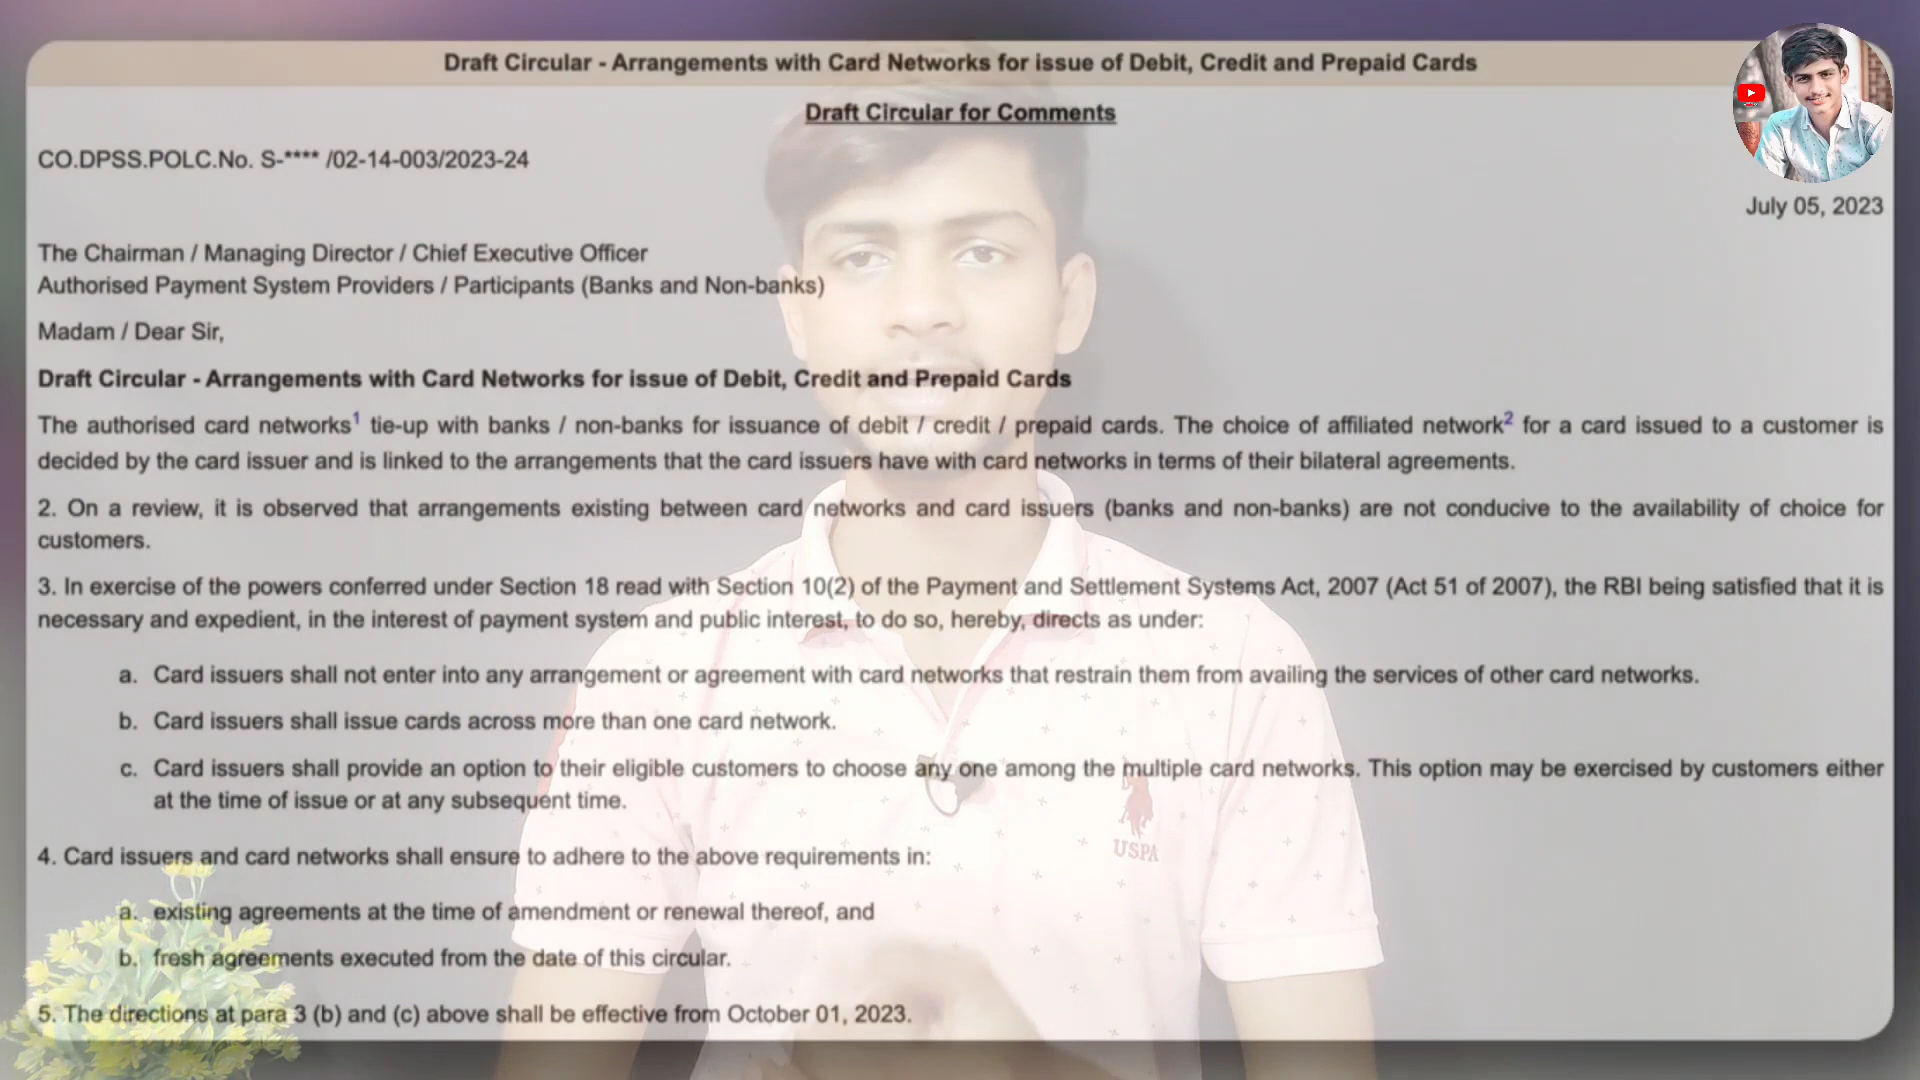 Draft Circular - Arrangements with Card Networks for issue of Debit, Credit and Prepaid Cards
Draft Circular for Comments
CO.DPSS.POLC.No. S-**** /02-14-003/2023-24
July 05, 2023
The Chairman / Managing Director / Chief Executive Officer
Authorised Payment System Providers / Participants (Banks and Non-banks)
Madam / Dear Sir,
Draft Circular - Arrangements with Card Networks for issue of Debit, Credit and Prepaid Cards
The authorised card networks1 tie-up with banks / non-banks for issuance of debit / credit / prepaid cards. The choice of affiliated network2 for a card issued to a customer is
decided by the card issuer and is linked to the arrangements that the card issuers have with card networks in terms of their bilateral agreements.
2. On a review, it is observed that arrangements existing between card networks and card issuers (banks and non-banks) are not conducive to the availability of choice for
customers.
3. In exercise of the powers conferred under Section 18 read with Section 10(2) of the Payment and Settlement Systems Act, 2007 (Act 51 of 2007), the RBI being satisfied that it is
necessary and expedient, in the interest of payment system and public interest, to do so, hereby, directs as under:
a. Card issuers shall not enter into any arrangement or agreement with card networks that restrain them from availing the services of other card networks.
b. Card issuers shall issue cards across more than one card network.
c. Card issuers shall provide an option to their eligible customers to choose any one among the multiple card networks. This option may be exercised by customers either
at the time of issue or at any subsequent time.
USPA
4. Card issuers and card networks shall ensure to adhere to the above requirements in:
a. existing agreements at the time of amendment or renewal thereof, and
b. fresh agreements executed from the date of this circular.
5. The directions at para 3 (b) and (c) above shall be effective from October 01, 2023.